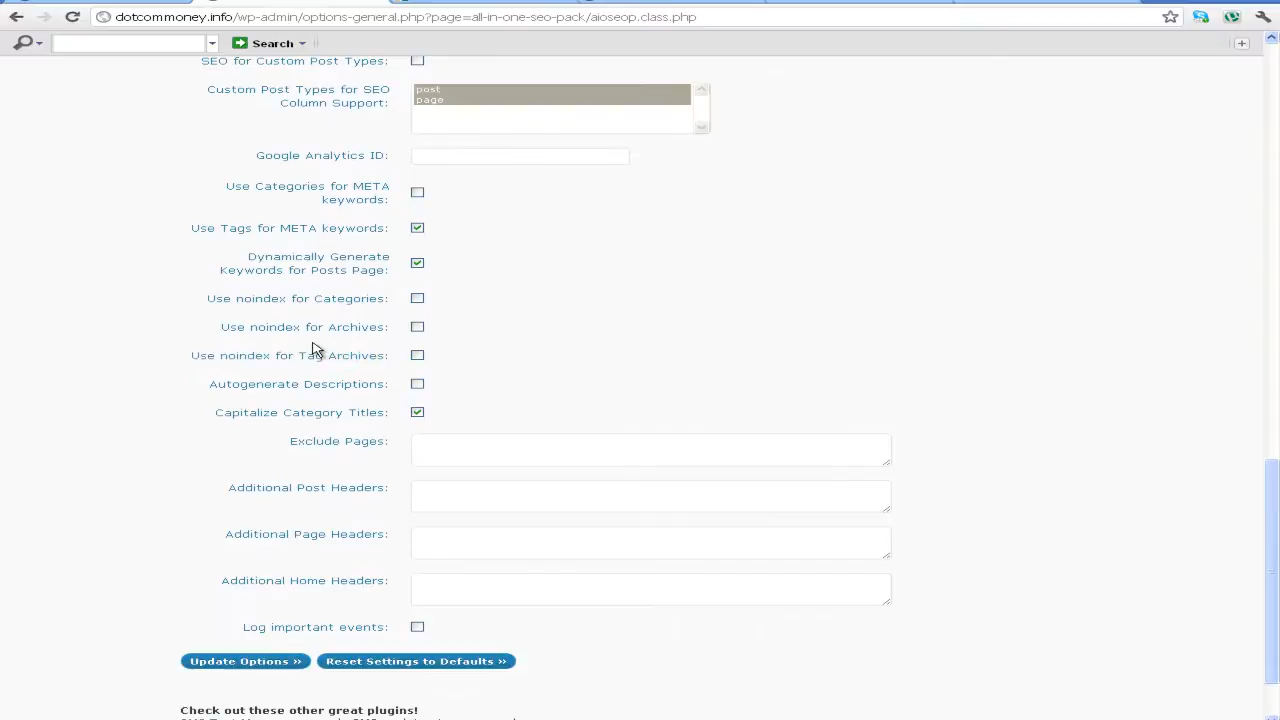 dotcommoney.info/wp-admin/options-general.php?page=all-in-one-seo-pack/aioseop.class.php
Search
SEO for Custom Post Types:
Custom Post Types for SEO
Column Support:
post
page
Google Analytics ID:
Use Categories for META
keywords:
Use Tags for META keywords:
Dynamically Generate
Keywords for Posts Page:
Use noindex for Categories:
Use noindex for Archives:
Use noindex for Tag Archives:
Autogenerate Descriptions:
Capitalize Category Titles:
Exclude Pages:
Additional Post Headers:
Additional Page Headers:
Additional Home Headers:
Log important events:
Update Options »
Reset Settings to Defaults »
Check out these other great plugins!